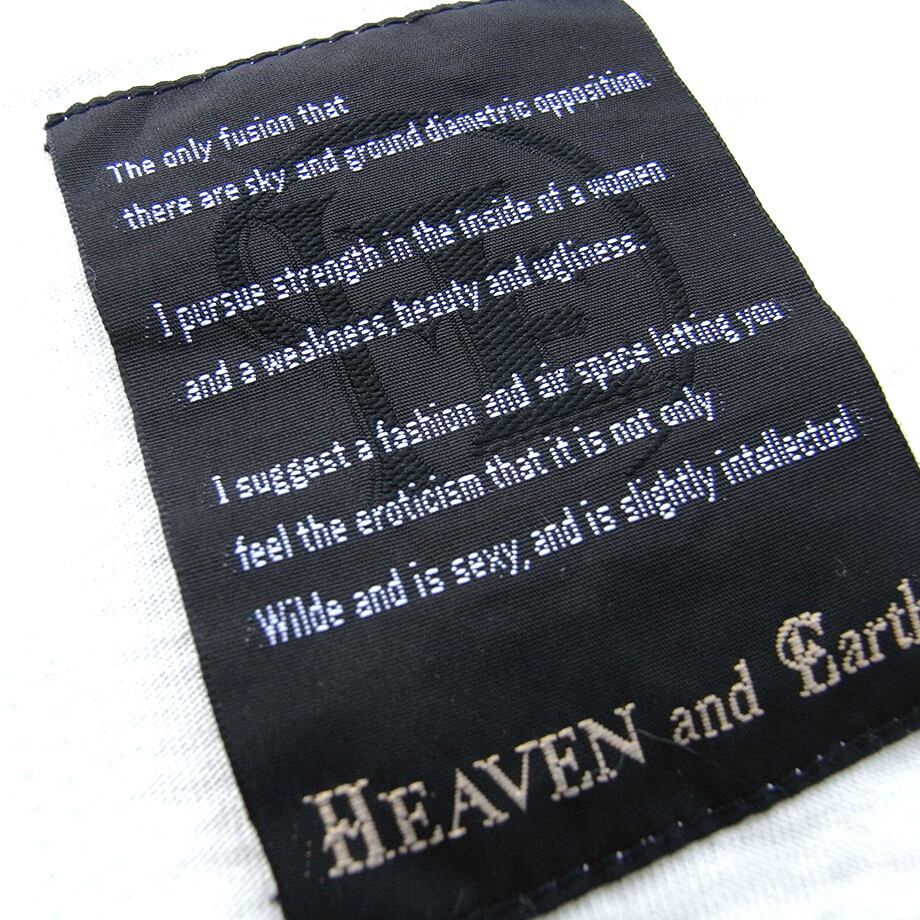 The only fusion that
there are sky and ground diametric opposition.
I pursue strength in the inside of a women
and a weakness, beauty and ugliness.
I suggest a fashion and air space letting you
feel the eroticism that it is not only
Wilde and is sexy, and is slightly intellectual
HEAVEN and Earth